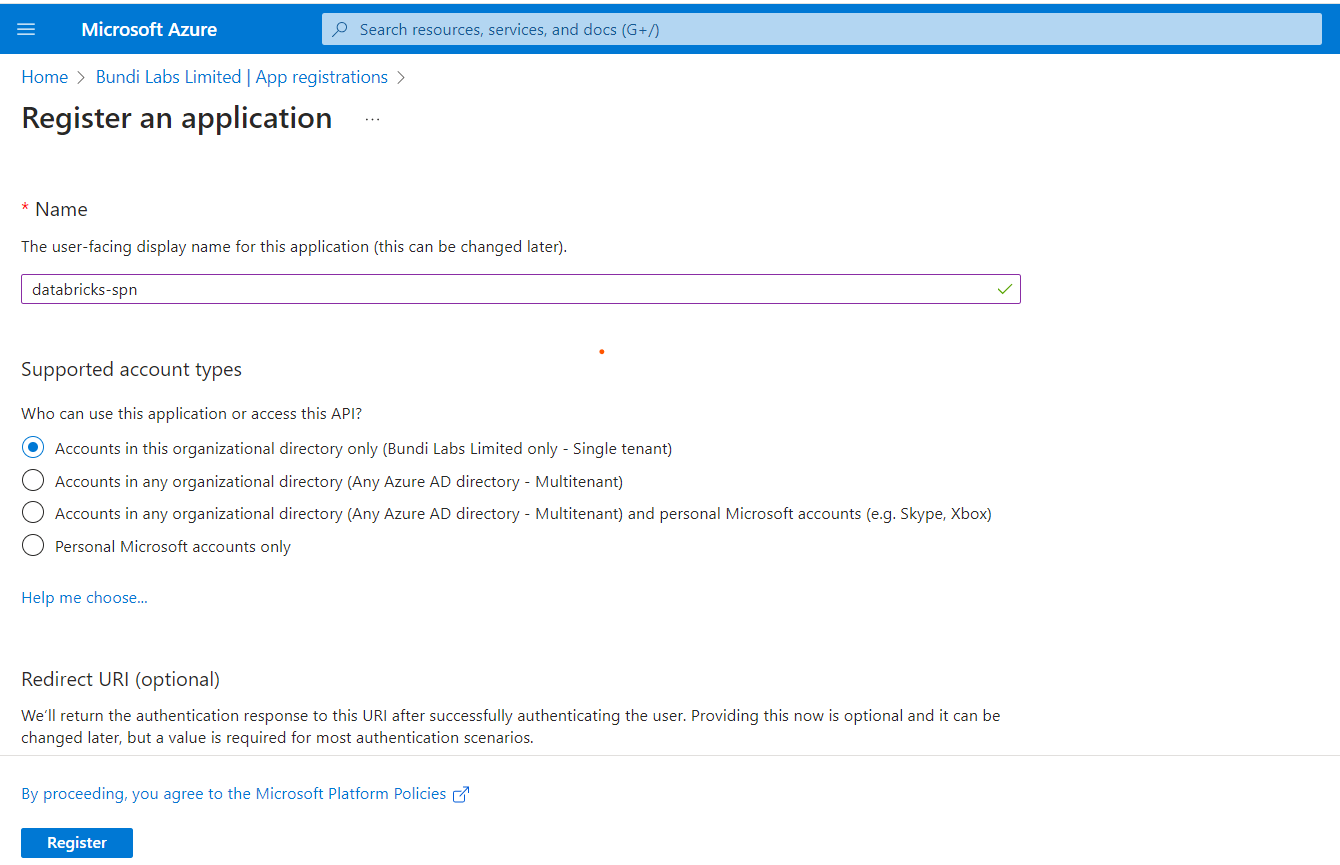 Microsoft Azure
Search resources, services, and docs (G+/)
Home > Bundi Labs Limited | App registrations >
Register an application ...
* Name
The user-facing display name for this application (this can be changed later).
databricks-spn
Supported account types
Who can use this application or access this API?
Accounts in this organizational directory only (Bundi Labs Limited only - Single tenant)
Accounts in any organizational directory (Any Azure AD directory - Multitenant)
Accounts in any organizational directory (Any Azure AD directory - Multitenant) and personal Microsoft accounts (e.g. Skype, Xbox)
Personal Microsoft accounts only
Help me choose...
Redirect URI (optional)
We'll return the authentication response to this URI after successfully authenticating the user. Providing this now is optional and it can be
changed later, but a value is required for most authentication scenarios.
By proceeding, you agree to the Microsoft Platform Policies
Register